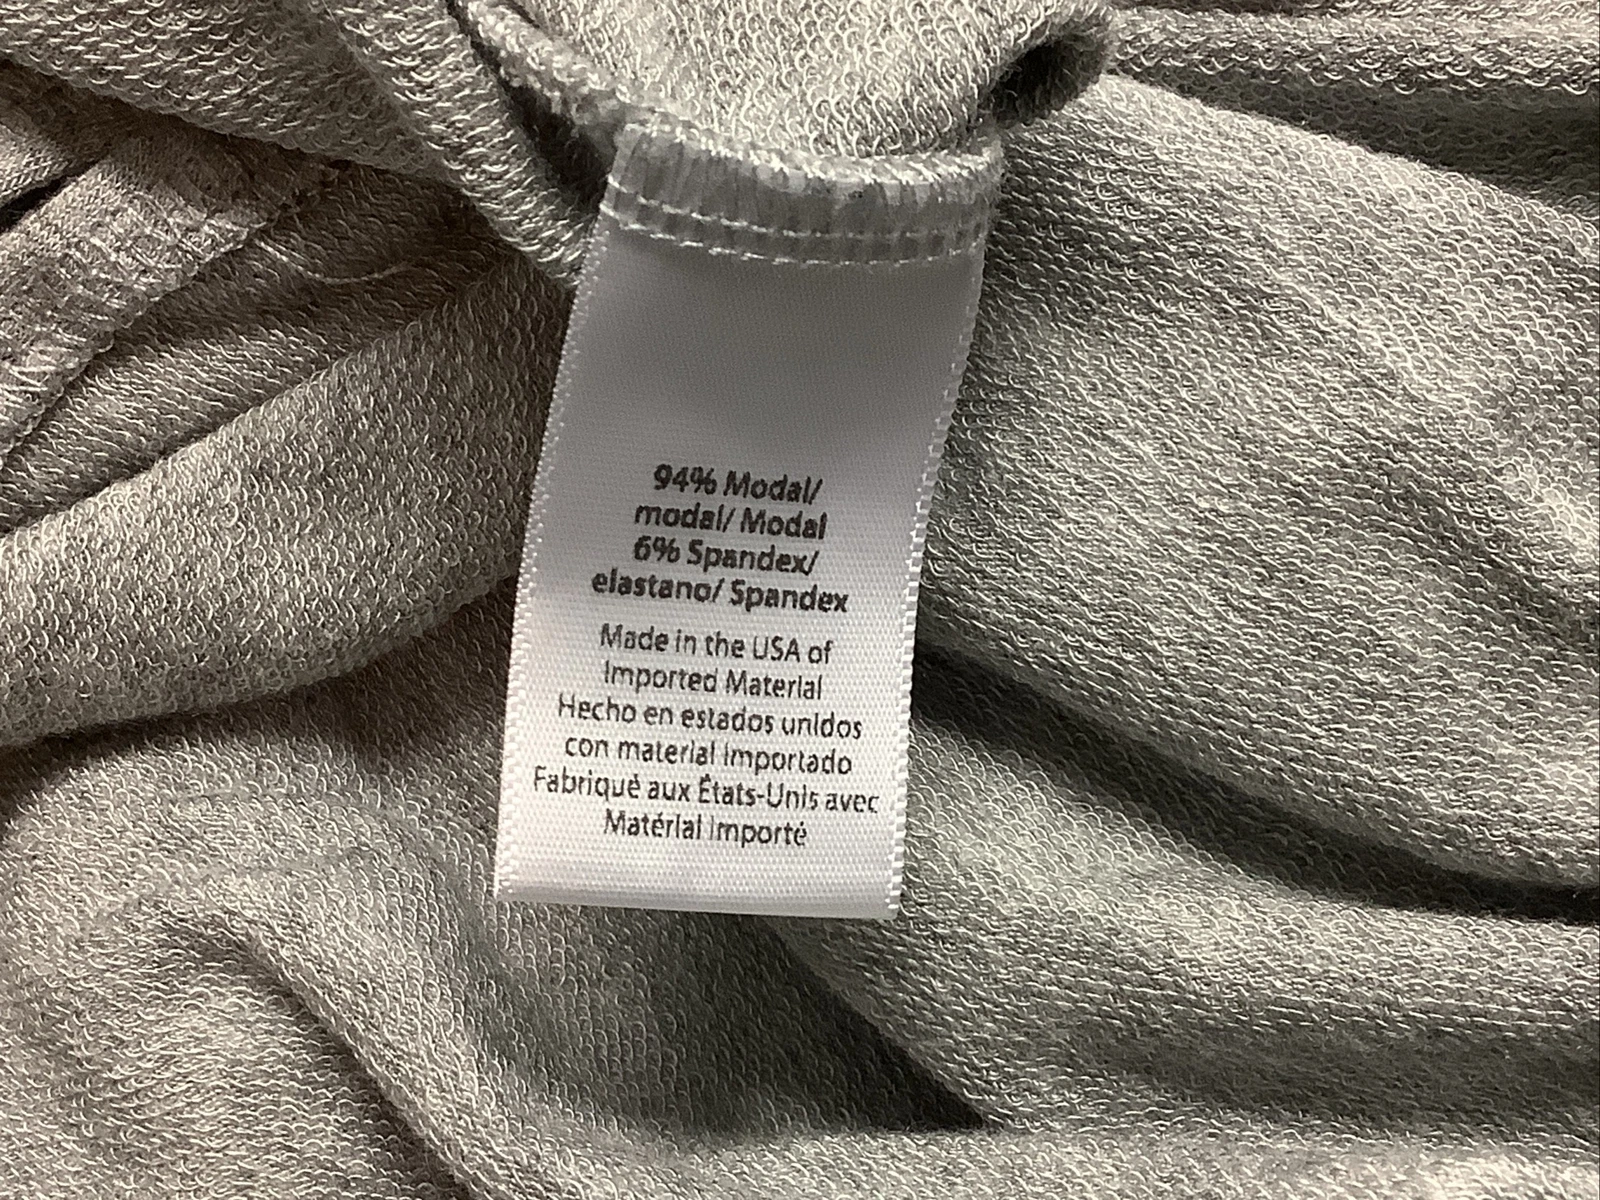 94% Modal/
modal/ Modal
6% Spandex/
elastano/ Spandex
Made in the USA of
Imported Material
Hecho en estados unidos
con material importado
Fabriqué aux États-Unis avec
Matérial importé